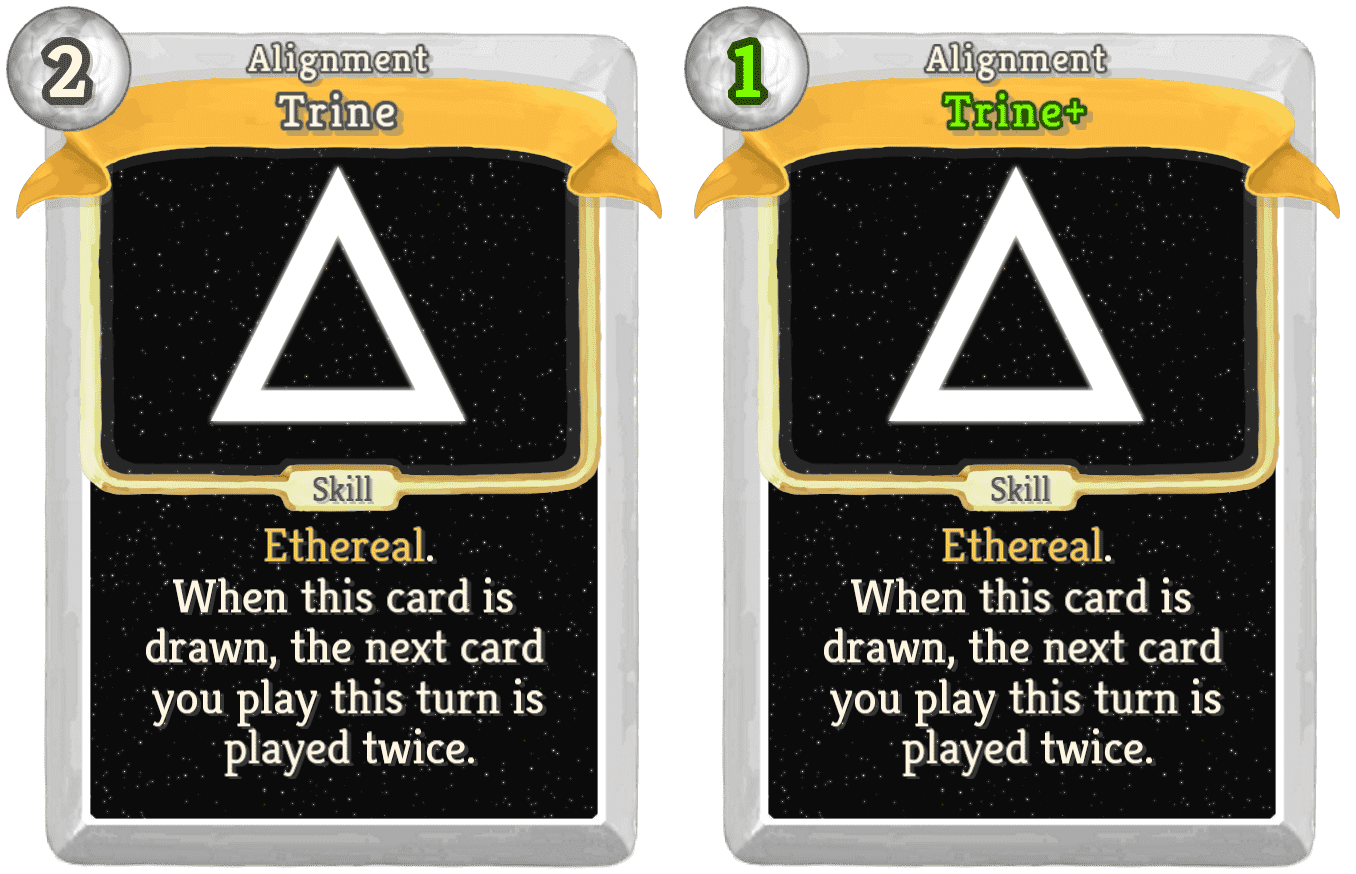 2
Alignment
Trine
Skill
Ethereal.
When this card is
drawn, the next card
you play this turn is
played twice.
1
Alignment
Trine+
Skill
Ethereal.
When this card is
drawn, the next card
you play this turn is
played twice.